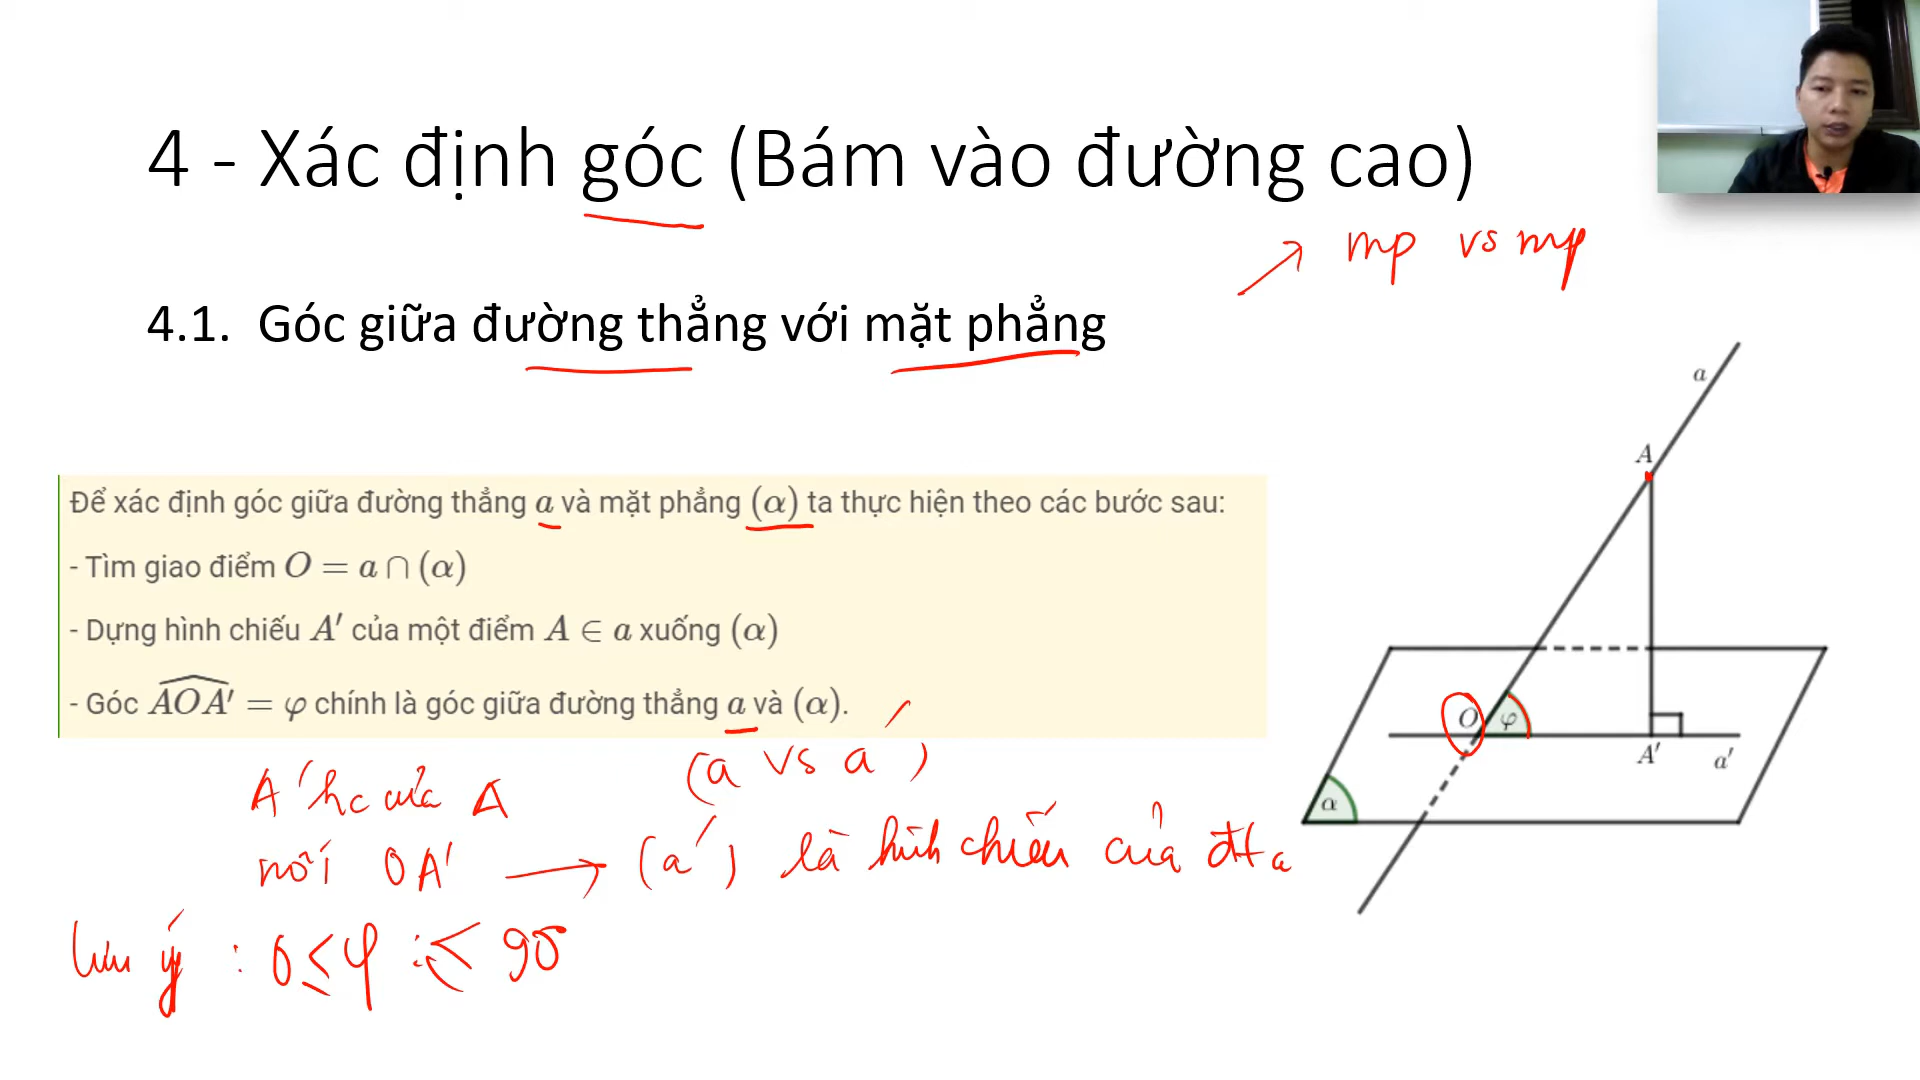 4 - Xác định góc (Bám vào đường cao)
mp vs mp
4.1. Góc giữa đường thẳng với mặt phẳng
Để xác định góc giữa đường thẳng a và mặt phẳng (α) ta thực hiện theo các bước sau:
- Tìm giao điểm O = a ∩ (α)
- Dựng hình chiếu A′ của một điểm A ∈ a xuống (α)
- Góc AOA′ = φ chính là góc giữa đường thẳng a và (α).
(a vs a′)
A′ hc của A
nối OA′ → (a′) là hình chiếu của đt a
lưu ý : 0 ≤ φ ≤ 90
a
A
O
φ
A′
a′
α